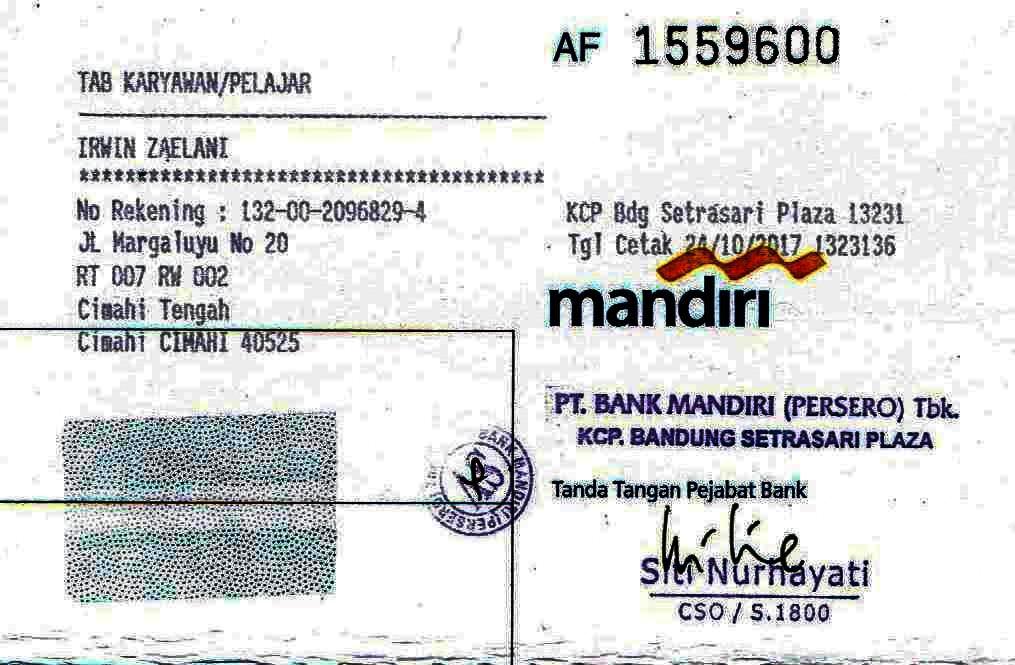 AF 1559600
TAB KARYAWAN/PELAJAR
IRWIN ZAELANI
******************************************
No Rekening : 132-00-2096829-4
Jl Margaluyu No 20
RT 007 RW 002
Cimahi Tengah
Cimahi CIMAHI 40525
KCP Bdg Setrasari Plaza 13231
Tgl Cetak 24/10/2017 1323136
mandiri
PT. BANK MANDIRI (PERSERO) Tbk.
KCP. BANDUNG SETRASARI PLAZA
Tanda Tangan Pejabat Bank
Siti Nurhayati
CSO / S.1800
BANK MANDIRI (PERSERO)